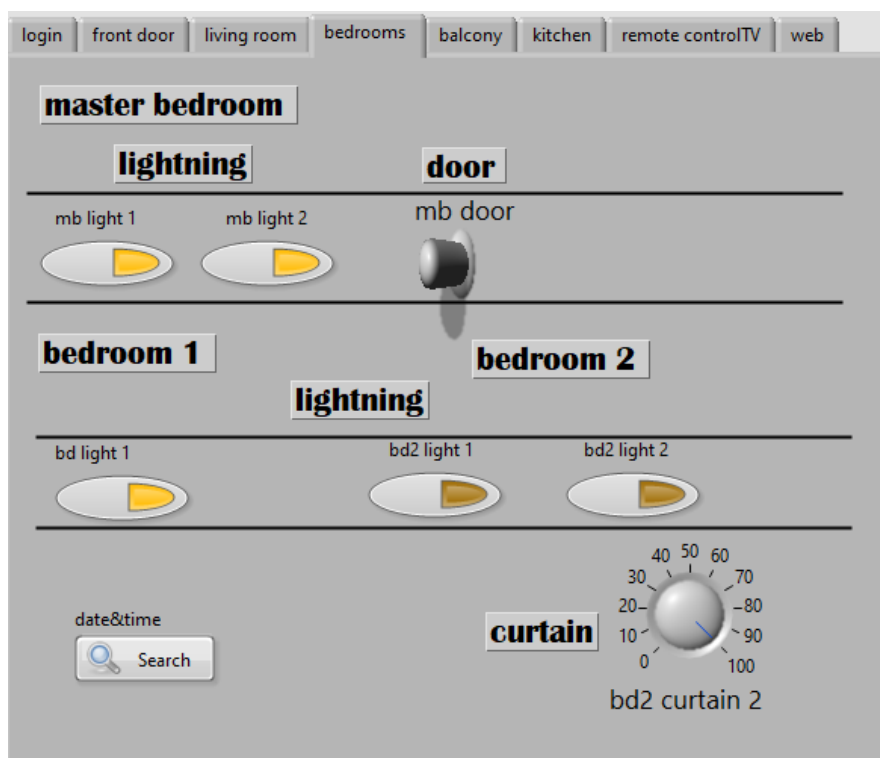 login front door living room bedrooms balcony kitchen remote controlTV web
master bedroom
lightning door
mb light 1 mb light 2 mb door
bedroom 1 bedroom 2
lightning
bd light 1 bd2 light 1 bd2 light 2
date&time
Search
curtain
0 10 20 30 40 50 60 70 80 90 100
bd2 curtain 2